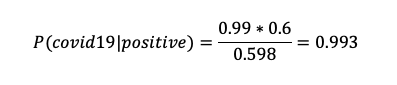 P(covid19|positive) = 0.99 * 0.6 / 0.598 = 0.993